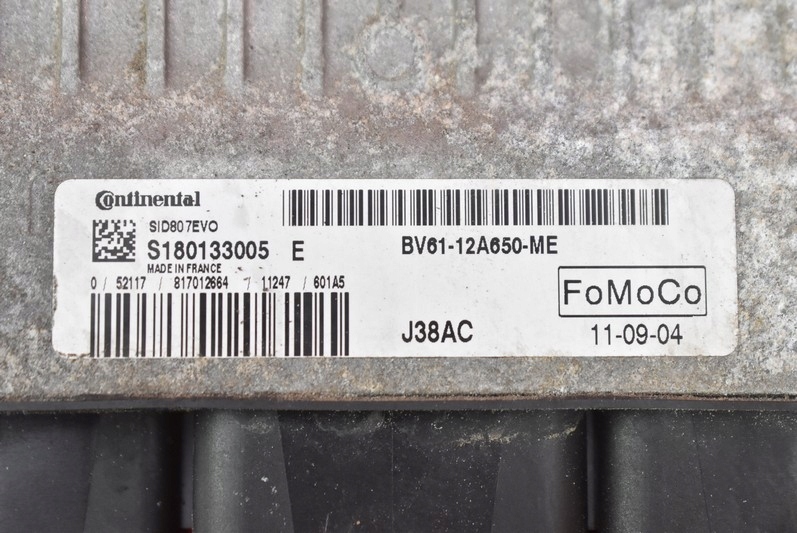 Continental
SID807EVO
S180133005 E
MADE IN FRANCE
0 / 52117 / 817012664 / 11247 / 601A5
BV61-12A650-ME
FoMoCo
J38AC
11-09-04